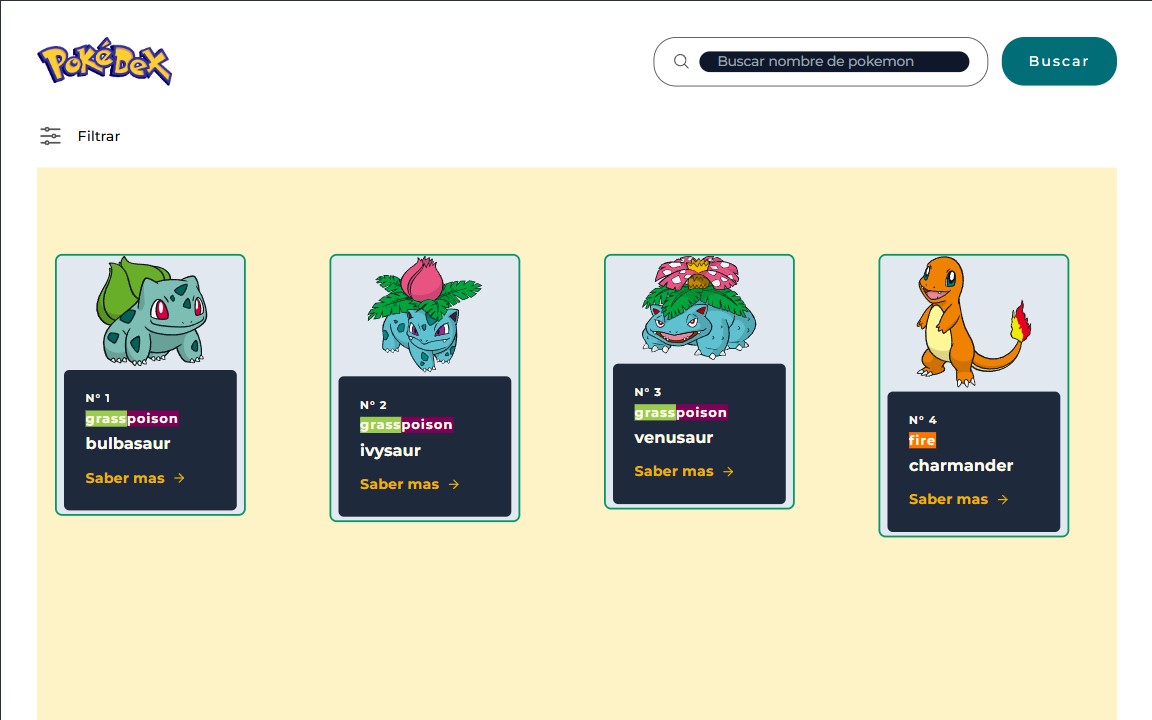 PoKéDeX
Buscar nombre de pokemon
Buscar
Filtrar
N° 1
grasspoison
bulbasaur
Saber mas →
N° 2
grasspoison
ivysaur
Saber mas →
N° 3
grasspoison
venusaur
Saber mas →
N° 4
fire
charmander
Saber mas →